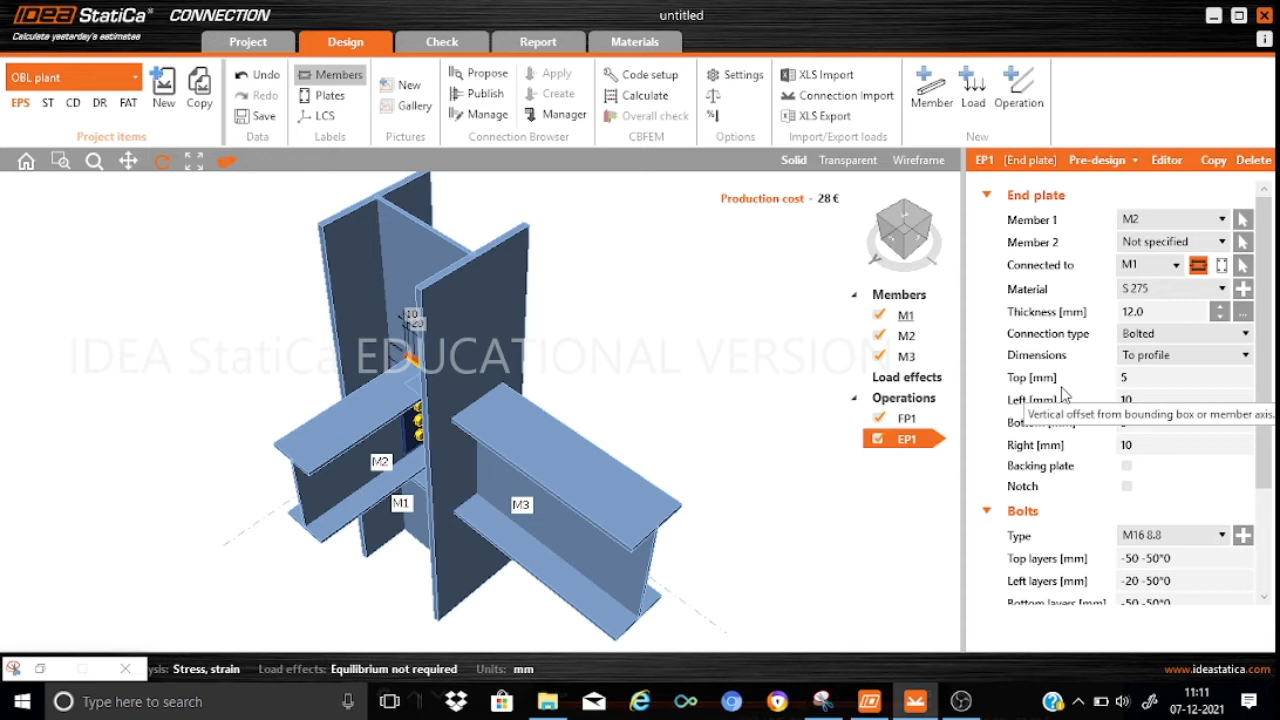 IDEA StatiCa® CONNECTION
Calculate yesterday's estimates
untitled
Project Design Check Report Materials
OBL plant
EPS ST CD DR FAT
New Copy
Project items
Undo
Redo
Save
Data
Members
Plates
LCS
Labels
New
Gallery
Pictures
Propose
Publish
Manage
Apply
Create
Manager
Connection Browser
Code setup
Calculate
Overall check
CBFEM
Settings
Options
XLS Import
Connection Import
XLS Export
Import/Export loads
Member Load Operation
New
Solid Transparent Wireframe
EP1 [End plate] Pre-design Editor Copy Delete
Production cost - 28 €
10
20
M2
M1
M3
IDEA StatiCa EDUCATIONAL VERSION
Members
M1
M2
M3
Load effects
Operations
FP1
EP1
End plate
Member 1 M2
Member 2 Not specified
Connected to M1
Material S 275
Thickness [mm] 12.0
Connection type Bolted
Dimensions To profile
Top [mm] 5
Left [mm] 10
Vertical offset from bounding box or member axis.
Right [mm] 10
Backing plate
Notch
Bolts
Type M16 8.8
Top layers [mm] -50 -50*0
Left layers [mm] -20 -50*0
Bottom layers [mm] -50 -50*0
ysis: Stress, strain Load effects: Equilibrium not required Units: mm
www.ideastatica.com
Type here to search
11:11
07-12-2021